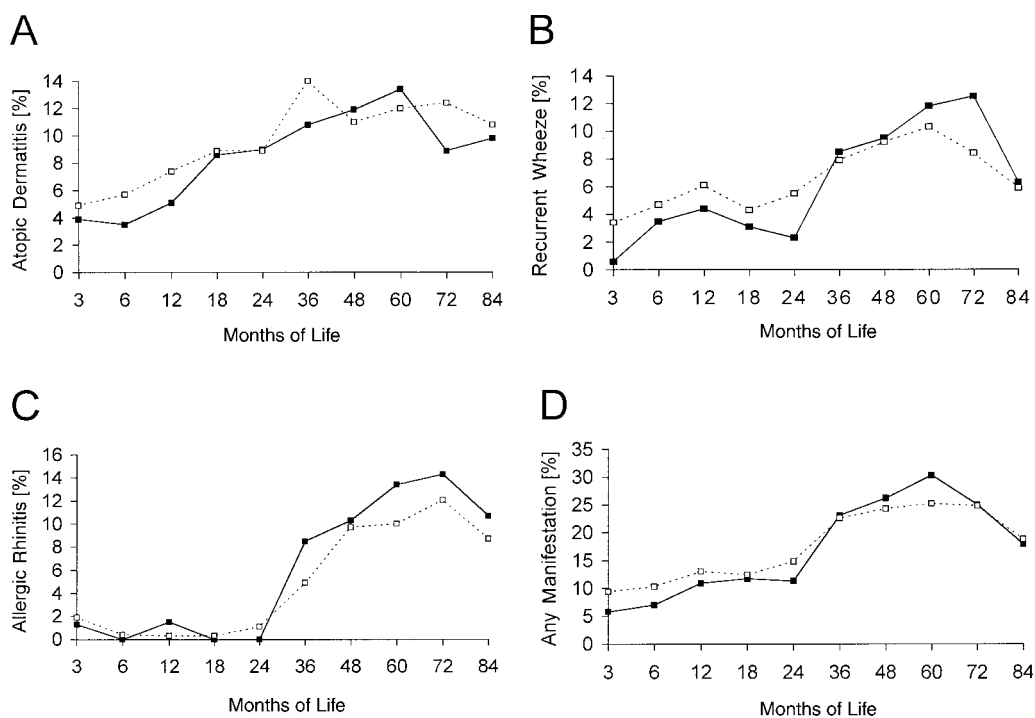 A
Atopic Dermatitis [%]
14
12
10
8
6
4
2
0
3 6 12 18 24 36 48 60 72 84
Months of Life
B
Recurrent Wheeze [%]
14
12
10
8
6
4
2
0
3 6 12 18 24 36 48 60 72 84
Months of Life
C
Allergic Rhinitis [%]
16
14
12
10
8
6
4
2
0
3 6 12 18 24 36 48 60 72 84
Months of Life
D
Any Manifestation [%]
35
30
25
20
15
10
5
0
3 6 12 18 24 36 48 60 72 84
Months of Life